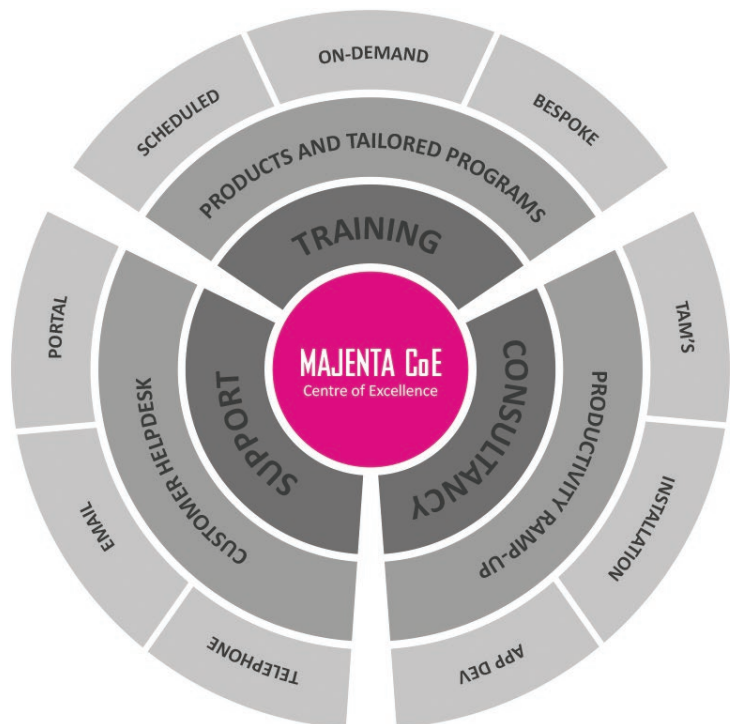 SCHEDULED
ON-DEMAND
BESPOKE
PRODUCTS AND TAILORED PROGRAMS
TRAINING
MAJENTA CoE
Centre of Excellence
CONSULTANCY
PRODUCTIVITY RAMP-UP
TAM'S
INSTALLATION
APP DEV
SUPPORT
CUSTOMER HELPDESK
PORTAL
EMAIL
TELEPHONE